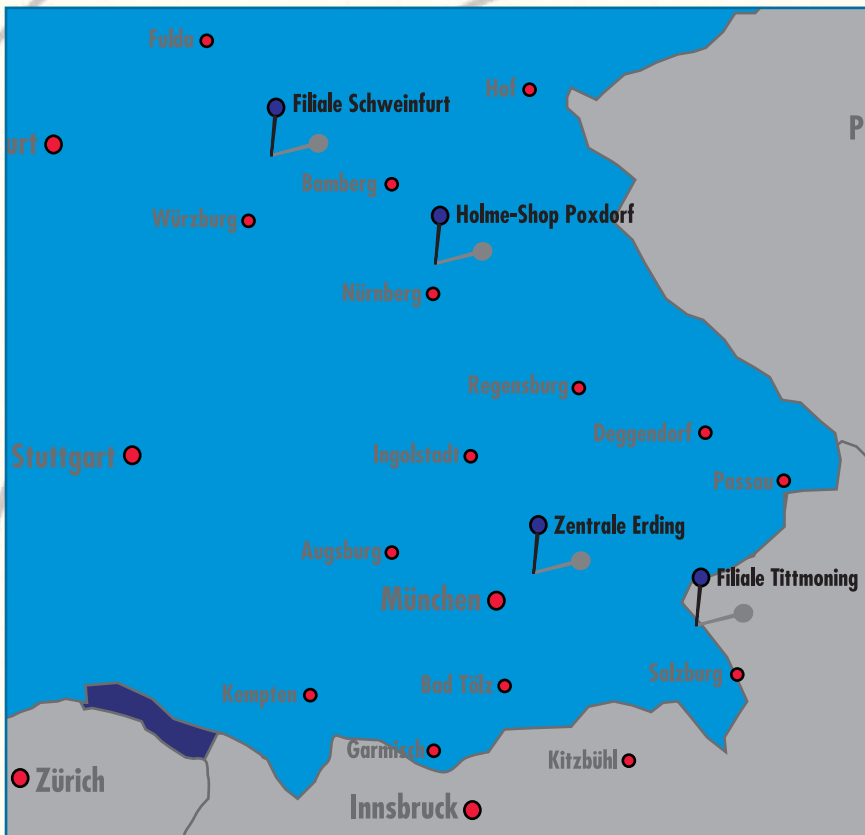 Fulda
Hof
Filiale Schweinfurt
urt
P
Bamberg
Würzburg
Holme-Shop Poxdorf
Nürnberg
Regensburg
Deggendorf
Stuttgart
Ingolstadt
Passau
Zentrale Erding
Augsburg
Filiale Tittmoning
München
Salzburg
Bad Tölz
Kempten
Garmisch
Kitzbühl
Zürich
Innsbruck